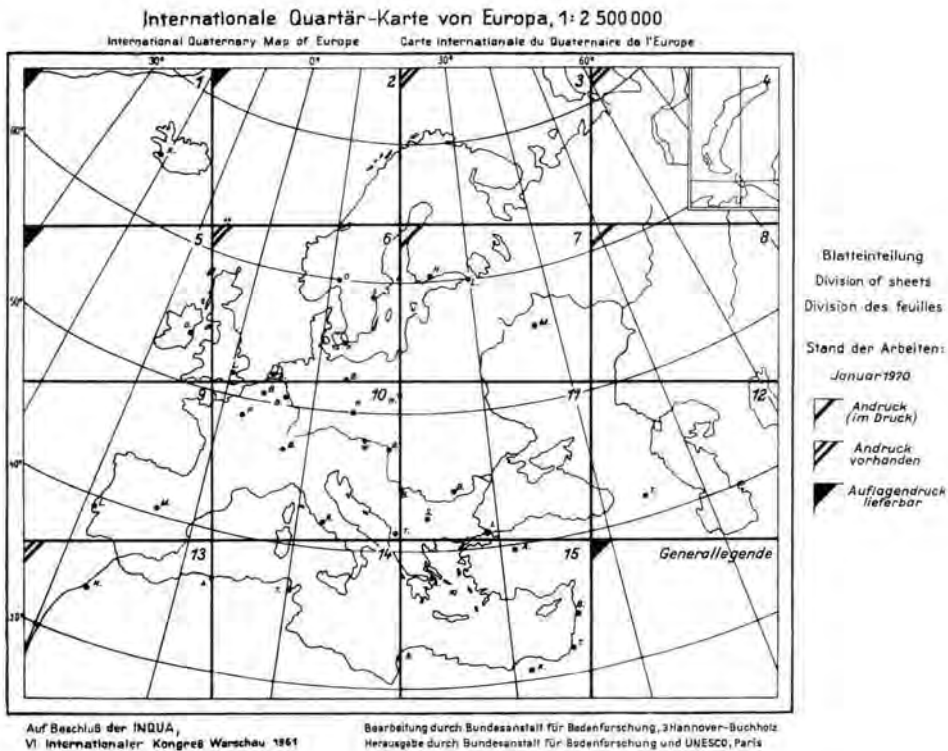 Internationale Quartär-Karte von Europa, 1:2 500 000
International Quaternary Map of Europe Carte internationale du Quaternaire de l'Europe
30° 0° 30° 60°
1 2 3 4
60°
R.
5 6 7 8
O. H. L.
50°
D. M.
9 10 11 12
40°
L. M. R. T. S. B. I. T.
13 14 15 Generallegende
R. A. T. A. B.
30°
B. K. T.
Blatteinteilung
Division of sheets
Division des feuilles
Stand der Arbeiten:
Januar 1970
Andruck
(im Druck)
Andruck
vorhanden
Auflagendruck
lieferbar
Auf Beschluß der INQUA,
VI Internationaler Kongreß Warschau 1961
Bearbeitung durch Bundesanstalt für Bodenforschung, 3 Hannover-Buchholz
Herausgabe durch Bundesanstalt für Bodenforschung und UNESCO, Paris